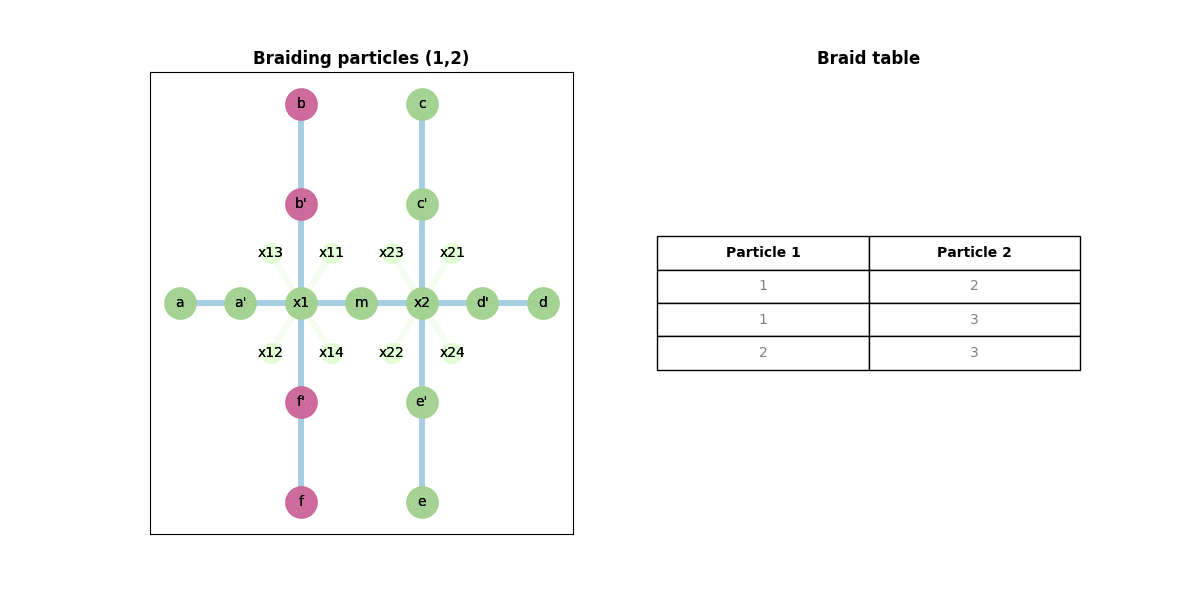 Braiding particles (1,2)
b c
b' c'
x13 x11 x23 x21
a a' x1 m x2 d' d
x12 x14 x22 x24
f' e'
f e
Braid table
Particle 1 Particle 2
1 2
1 3
2 3